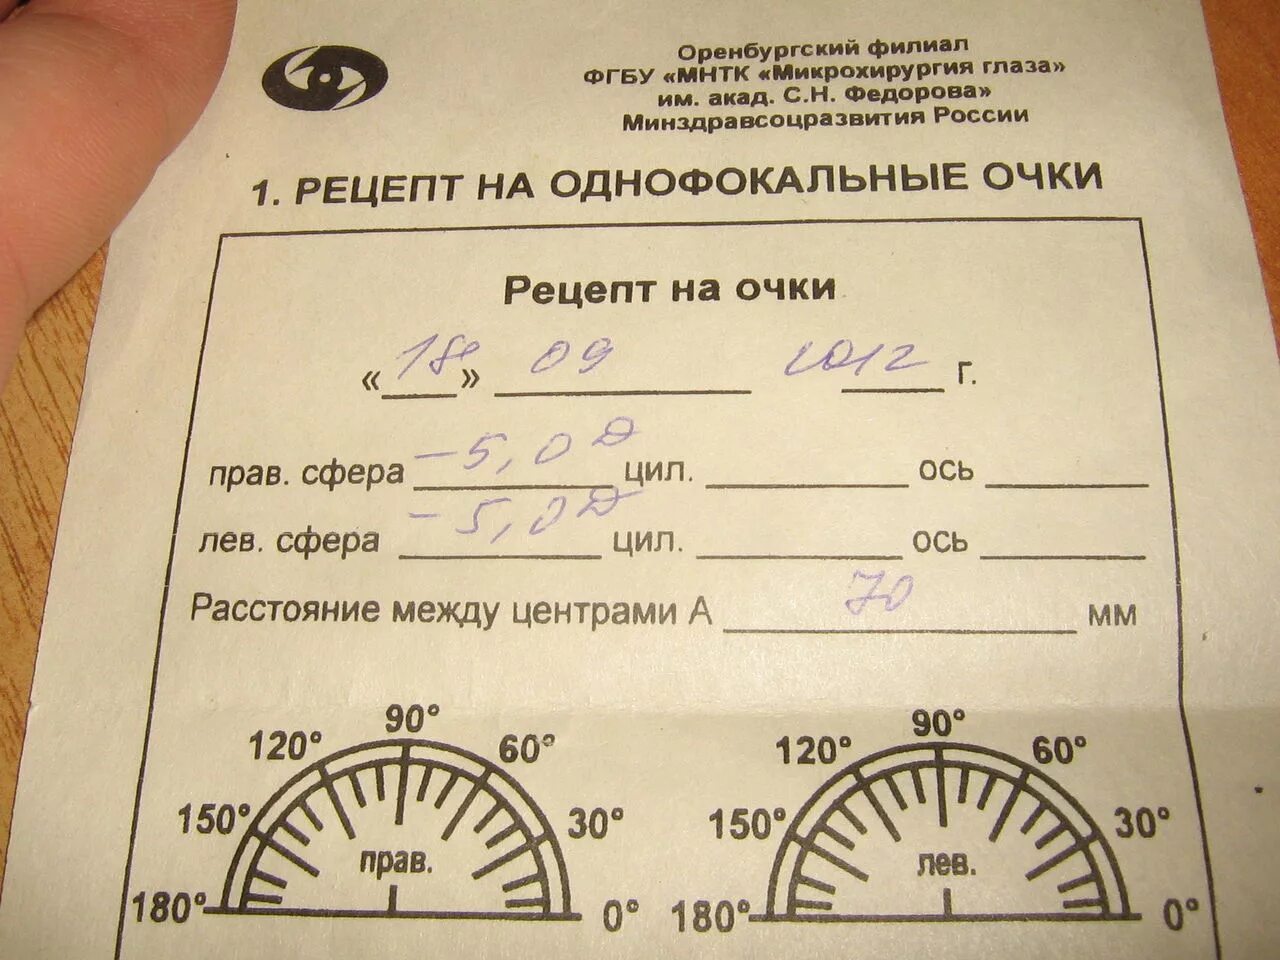 Оренбургский филиал
ФГБУ «МНТК «Микрохирургия глаза»
им. акад. С.Н. Федорова»
Минздравсоцразвития России
1. РЕЦЕПТ НА ОДНОФОКАЛЬНЫЕ ОЧКИ
Рецепт на очки
«18» 09 2012 г.
прав. сфера -5,0 Д цил. ось
лев. сфера -5,0 Д цил. ось
Расстояние между центрами А 70 мм
90° 90°
120° 60° 120° 60°
150° 30° 150° 30°
прав. лев.
180° 0° 180° 0°